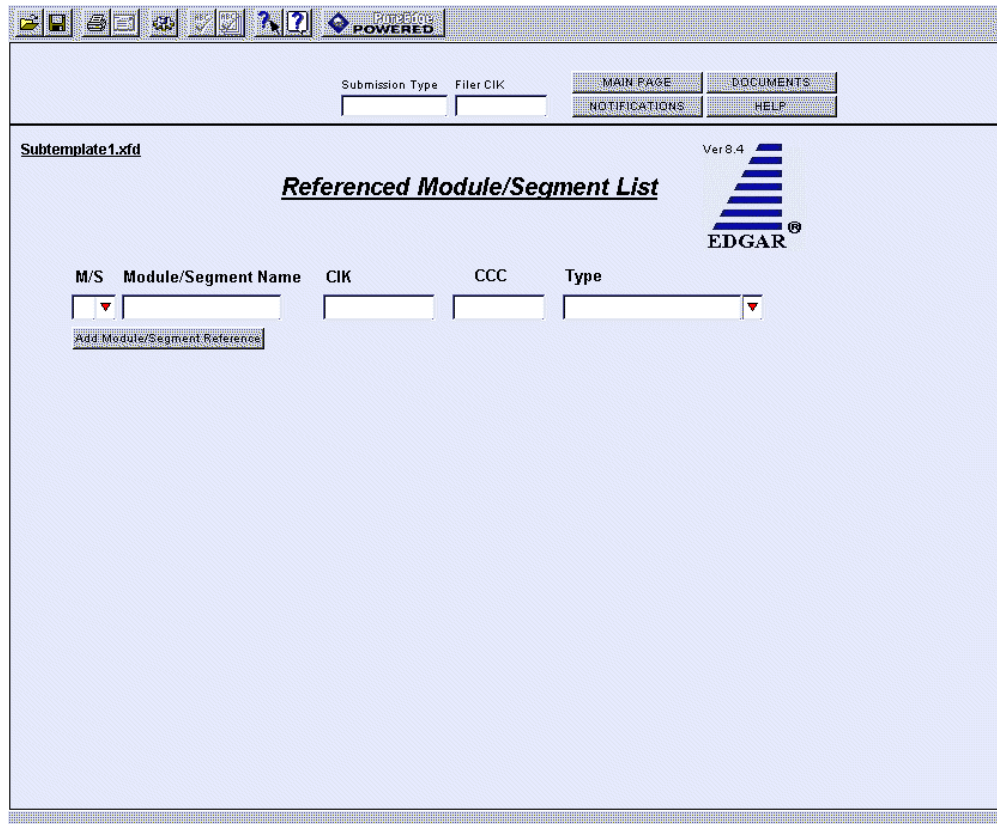 PureEdge
POWERED
Submission Type Filer CIK
MAIN PAGE DOCUMENTS
NOTIFICATIONS HELP
Subtemplate1.xfd
Ver 8.4
Referenced Module/Segment List
EDGAR®
M/S Module/Segment Name CIK CCC Type
Add Module/Segment Reference